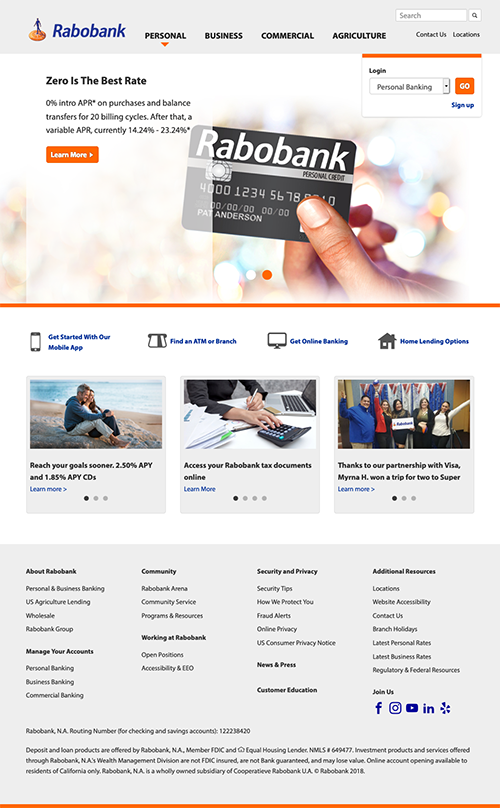 Search
Rabobank
PERSONAL
BUSINESS
COMMERCIAL
AGRICULTURE
Contact Us
Locations
Zero Is The Best Rate
0% intro APR* on purchases and balance
transfers for 20 billing cycles. After that, a
variable APR, currently 14.24% - 23.24%*
Learn More
Login
Personal Banking
GO
Sign up
Rabobank
PERSONAL CREDIT
4000 1234 5678 9010
00/00/00 00/00
PAT ANDERSON
Get Started With Our
Mobile App
Find an ATM or Branch
Get Online Banking
Home Lending Options
Reach your goals sooner. 2.50% APY
and 1.85% APY CDs
Learn more >
Access your Rabobank tax documents
online
Learn More
Rabobank
Thanks to our partnership with Visa,
Myrna H. won a trip for two to Super
Learn more >
About Rabobank
Personal & Business Banking
US Agriculture Lending
Wholesale
Rabobank Group
Manage Your Accounts
Personal Banking
Business Banking
Commercial Banking
Community
Rabobank Arena
Community Service
Programs & Resources
Working at Rabobank
Open Positions
Accessibility & EEO
Security and Privacy
Security Tips
How We Protect You
Fraud Alerts
Online Privacy
US Consumer Privacy Notice
News & Press
Customer Education
Additional Resources
Locations
Website Accessibility
Contact Us
Branch Holidays
Latest Personal Rates
Latest Business Rates
Regulatory & Federal Resources
Join Us
Rabobank, N.A. Routing Number (for checking and savings accounts): 122238420
Deposit and loan products are offered by Rabobank, N.A., Member FDIC and Equal Housing Lender. NMLS # 649477. Investment products and services offered
through Rabobank, N.A.'s Wealth Management Division are not FDIC insured, are not Bank guaranteed, and may lose value. Online account opening available to
residents of California only. Rabobank, N.A. is a wholly owned subsidiary of Cooperatieve Rabobank U.A. © Rabobank 2018.